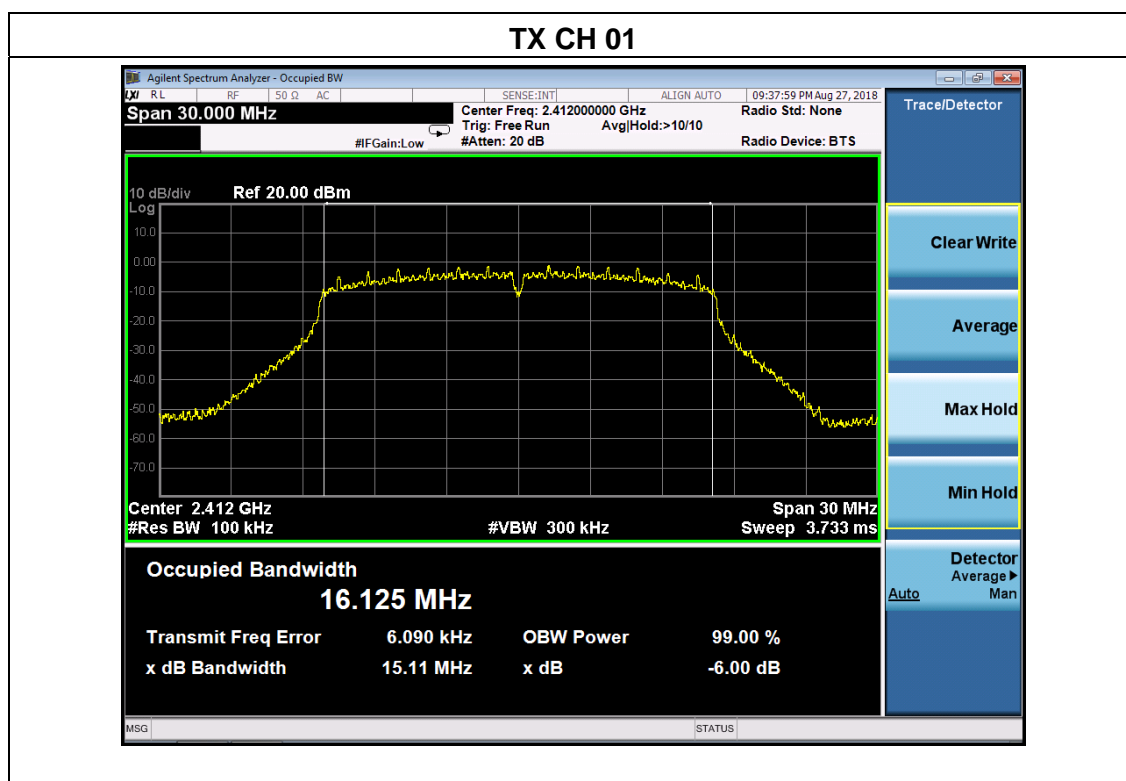 TX CH 01
Agilent Spectrum Analyzer - Occupied BW
LXI RL RF 50 Ω AC SENSE:INT ALIGN AUTO 09:37:59 PM Aug 27, 2018
Span 30.000 MHz
Center Freq: 2.412000000 GHz Radio Std: None
Trig: Free Run Avg|Hold:>10/10
#IFGain:Low #Atten: 20 dB Radio Device: BTS
10 dB/div Ref 20.00 dBm
Log
10.0
0.00
-10.0
-20.0
-30.0
-40.0
-50.0
-60.0
-70.0
Center 2.412 GHz Span 30 MHz
#Res BW 100 kHz #VBW 300 kHz Sweep 3.733 ms
Occupied Bandwidth
16.125 MHz
Transmit Freq Error 6.090 kHz OBW Power 99.00 %
x dB Bandwidth 15.11 MHz x dB -6.00 dB
MSG STATUS
Trace/Detector
Clear Write
Average
Max Hold
Min Hold
Detector
Average
Auto Man